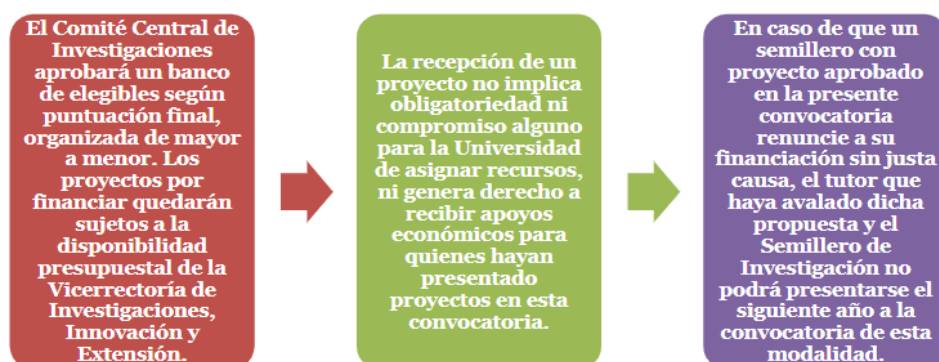 El Comité Central de
Investigaciones
aprobará un banco
de elegibles según
puntuación final,
organizada de mayor
a menor. Los
proyectos por
financiar quedarán
sujetos a la
disponibilidad
presupuestal de la
Vicerrectoría de
Investigaciones,
Innovación y
Extensión.
La recepción de un
proyecto no implica
obligatoriedad ni
compromiso alguno
para la Universidad
de asignar recursos,
ni genera derecho a
recibir apoyos
económicos para
quienes hayan
presentado
proyectos en esta
convocatoria.
En caso de que un
semillero con
proyecto aprobado
en la presente
convocatoria
renuncie a su
financiación sin justa
causa, el tutor que
haya avalado dicha
propuesta y el
Semillero de
Investigación no
podrá presentarse el
siguiente año a la
convocatoria de esta
modalidad.